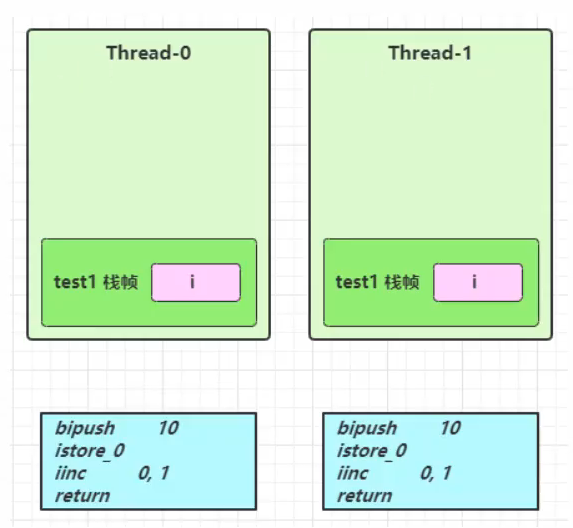 Thread-0
test1 栈帧 i
bipush 10
istore_0
iinc 0, 1
return
Thread-1
test1 栈帧 i
bipush 10
istore_0
iinc 0, 1
return